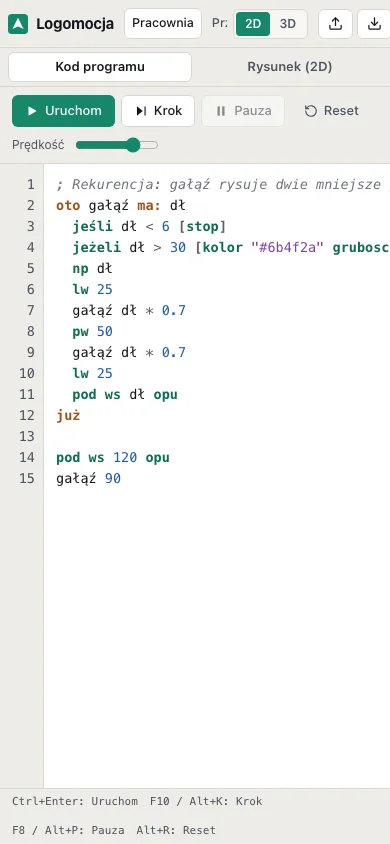 Logomocja Pracownia Pr: 2D 3D
Kod programu Rysunek (2D)
Uruchom Krok Pauza Reset
Prędkość
1 ; Rekurencja: gałąź rysuje dwie mniejsze
2 oto gałąź ma: dł
3 jeśli dł < 6 [stop]
4 jeżeli dł > 30 [kolor "#6b4f2a" grubosc
5 np dł
6 lw 25
7 gałąź dł * 0.7
8 pw 50
9 gałąź dł * 0.7
10 lw 25
11 pod ws dł opu
12 już
13
14 pod ws 120 opu
15 gałąź 90
Ctrl+Enter: Uruchom F10 / Alt+K: Krok
F8 / Alt+P: Pauza Alt+R: Reset